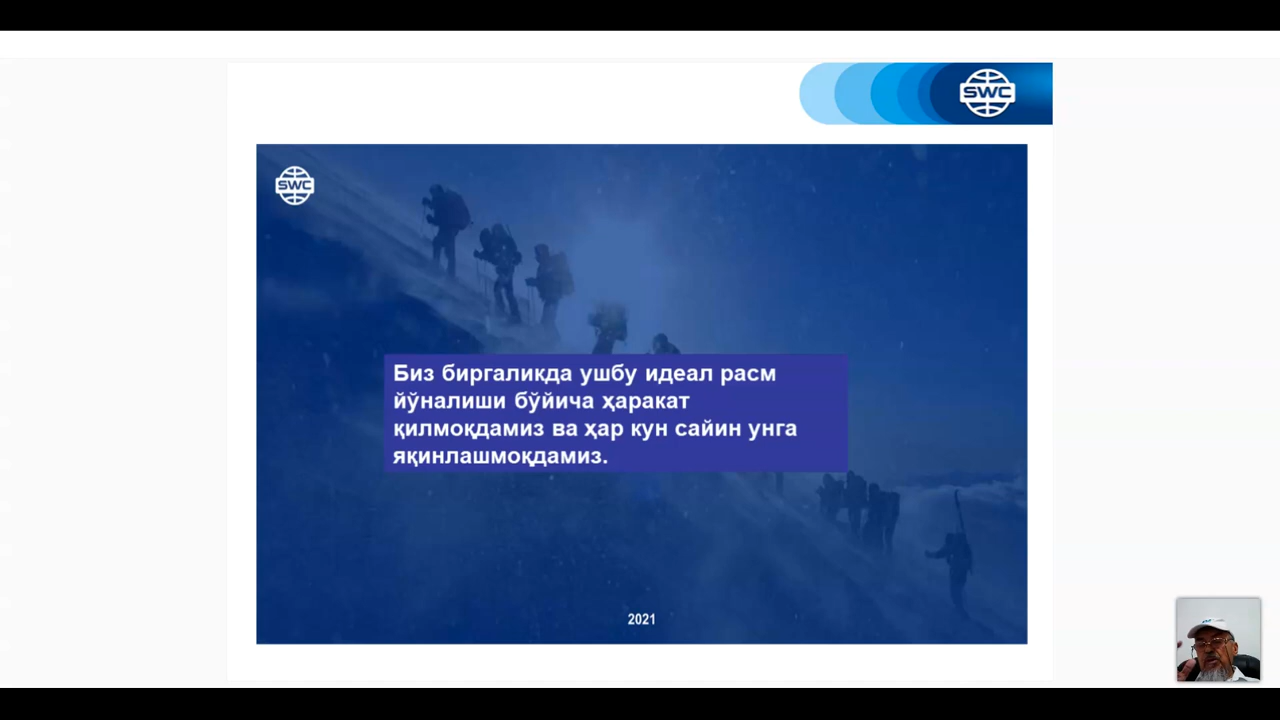 SWC
SWC
Биз биргаликда ушбу идеал расм
йўналиши бўйича ҳаракат
қилмоқдамиз ва ҳар кун сайин унга
яқинлашмоқдамиз.
2021